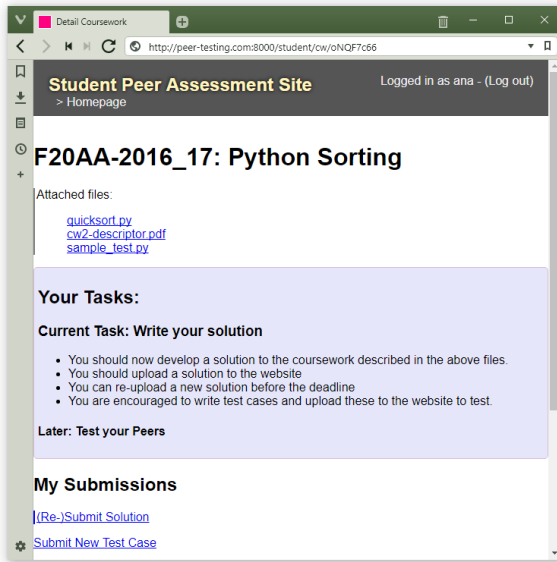 Detail Coursework
http://peer-testing.com:8000/student/cw/oNQF7c66
Student Peer Assessment Site
Logged in as ana - (Log out)
> Homepage
F20AA-2016_17: Python Sorting
Attached files:
quicksort.py
cw2-descriptor.pdf
sample_test.py
Your Tasks:
Current Task: Write your solution
• You should now develop a solution to the coursework described in the above files.
• You should upload a solution to the website
• You can re-upload a new solution before the deadline
• You are encouraged to write test cases and upload these to the website to test.
Later: Test your Peers
My Submissions
(Re-)Submit Solution
Submit New Test Case